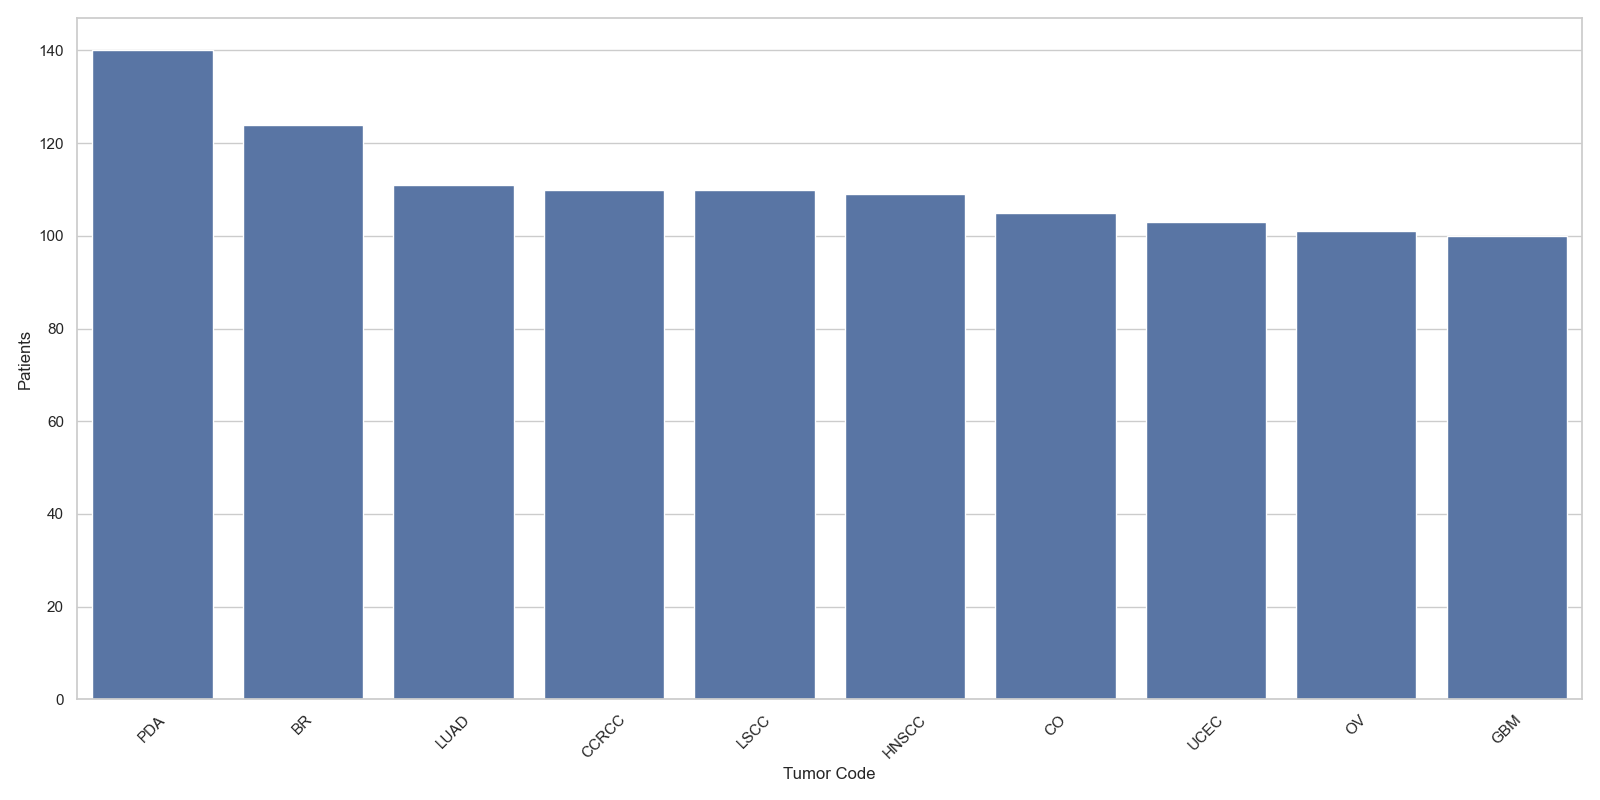 140
120
100
80
60
40
20
0
Patients
PDA
BR
LUAD
CCRCC
LSCC
HNSCC
CO
UCEC
OV
GBM
Tumor Code